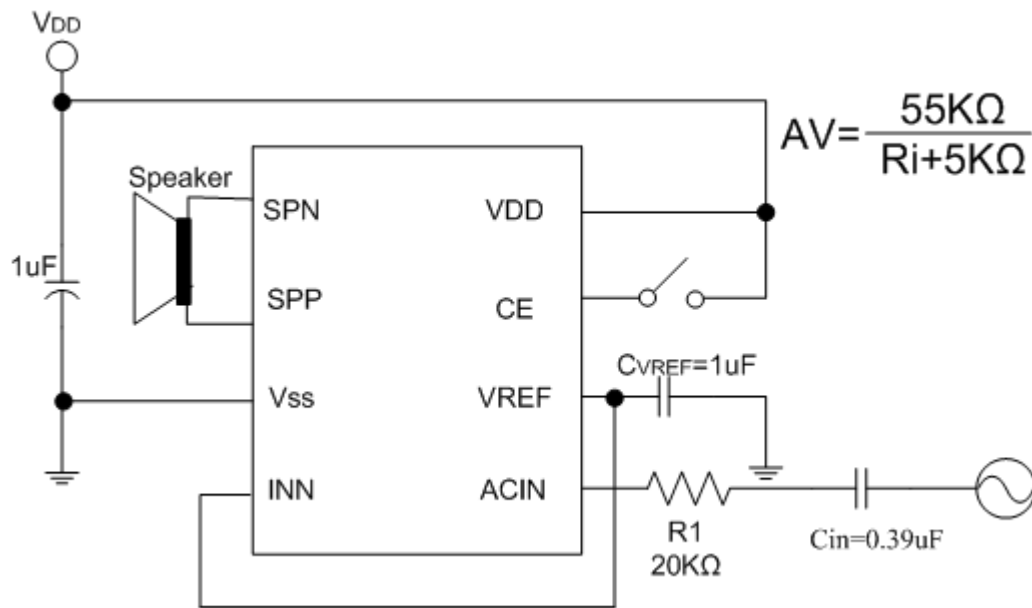 VDD
AV=55KΩ
Ri+5KΩ
Speaker
SPN
VDD
1uF
SPP
CE
CVREF=1uF
Vss
VREF
INN
ACIN
R1
20KΩ
Cin=0.39uF